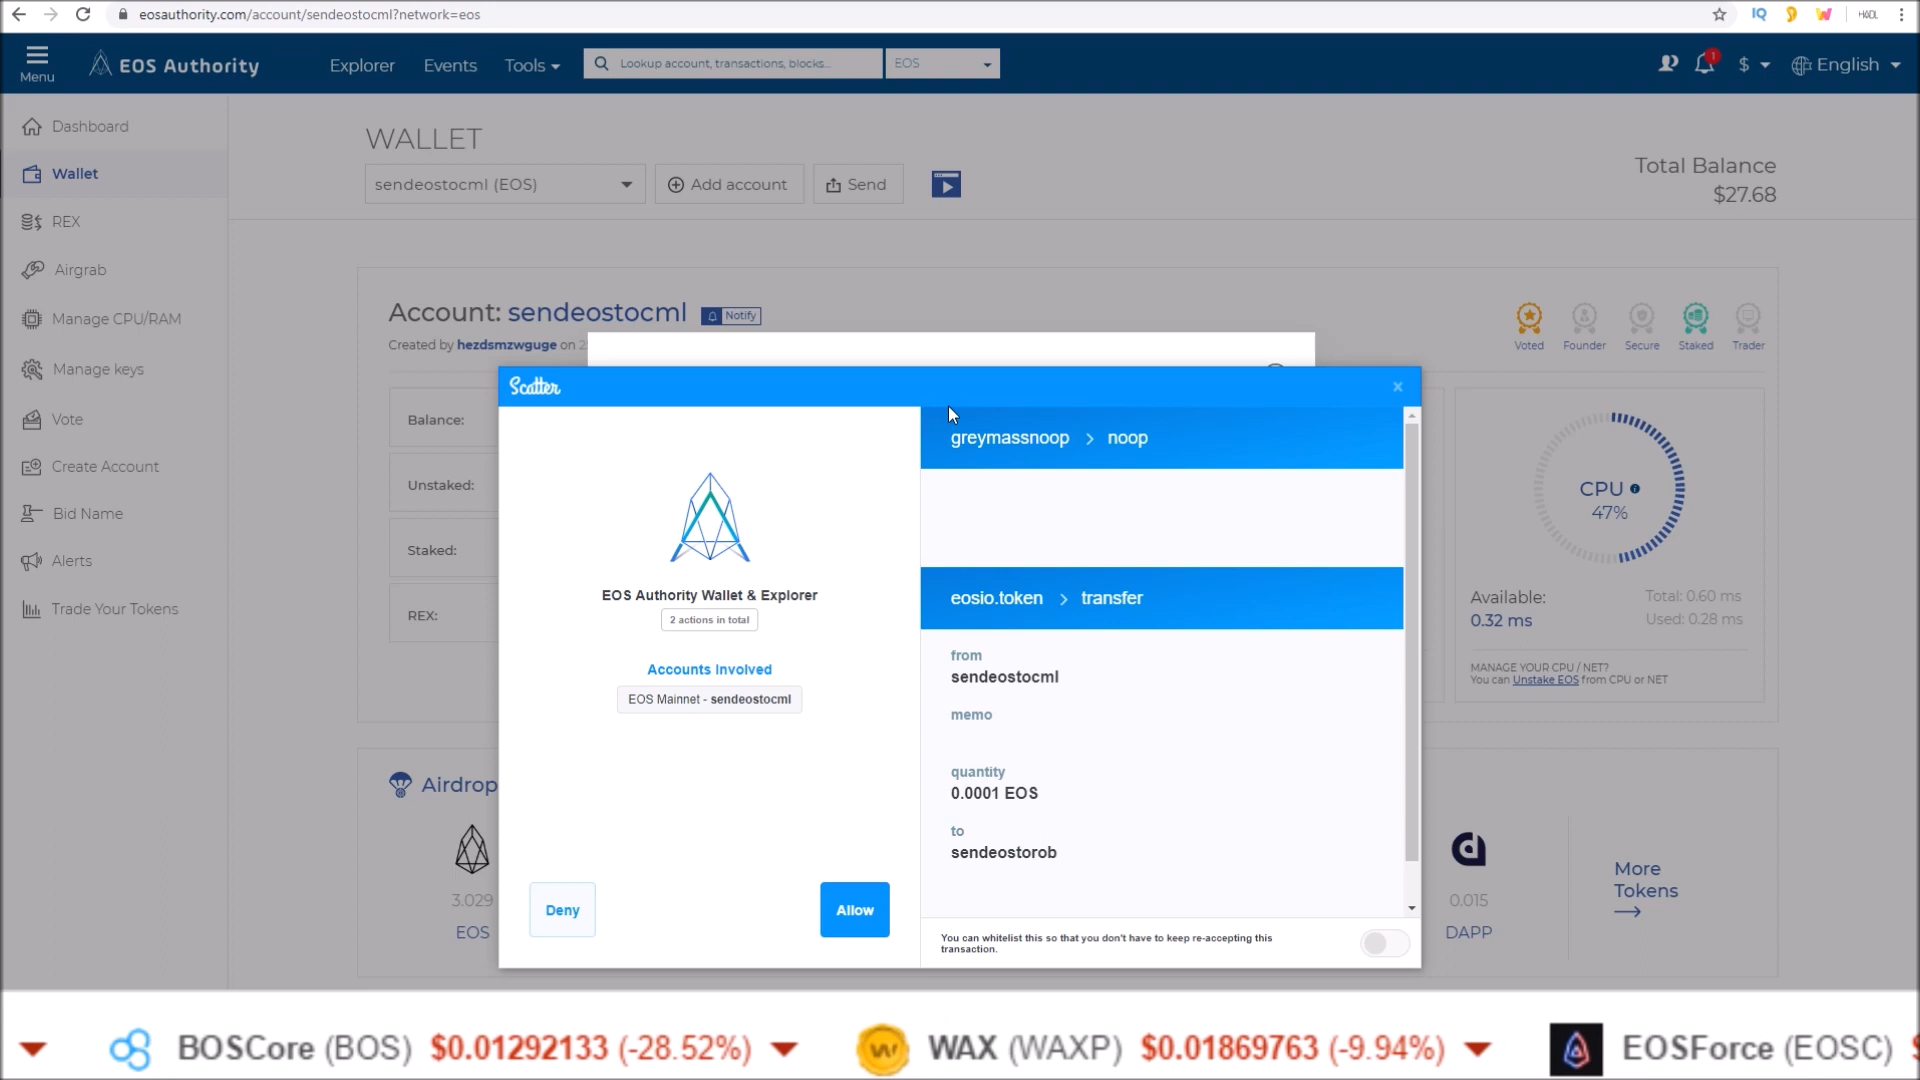 eosauthority.com/account/sendeostocml?network=eos
IQ
Menu
EOS Authority
Explorer
Events
Tools
Lookup account, transactions, blocks...
EOS
1
$
English
Dashboard
Wallet
REX
Airgrab
Manage CPU/RAM
Manage keys
Vote
Create Account
Bid Name
Alerts
Trade Your Tokens
WALLET
sendeostocml (EOS)
Add account
Send
Total Balance
$27.68
Account: sendeostocml
Notify
Created by hezdsmzwguge on 2
Voted
Founder
Secure
Staked
Trader
Balance:
Unstaked:
Staked:
REX:
Scatter
×
EOS Authority Wallet & Explorer
2 actions in total
Accounts Involved
EOS Mainnet - sendeostocml
Deny
Allow
greymassnoop > noop
eosio.token > transfer
from
sendeostocml
memo
quantity
0.0001 EOS
to
sendeostorob
You can whitelist this so that you don't have to keep re-accepting this
transaction.
CPU
47%
Available:
0.32 ms
Total: 0.60 ms
Used: 0.28 ms
MANAGE YOUR CPU / NET?
You can Unstake EOS from CPU or NET
Airdrop
3.029
EOS
0.015
DAPP
More
Tokens
BOSCore (BOS) $0.01292133 (-28.52%)
WAX (WAXP) $0.01869763 (-9.94%)
EOSForce (EOSC)